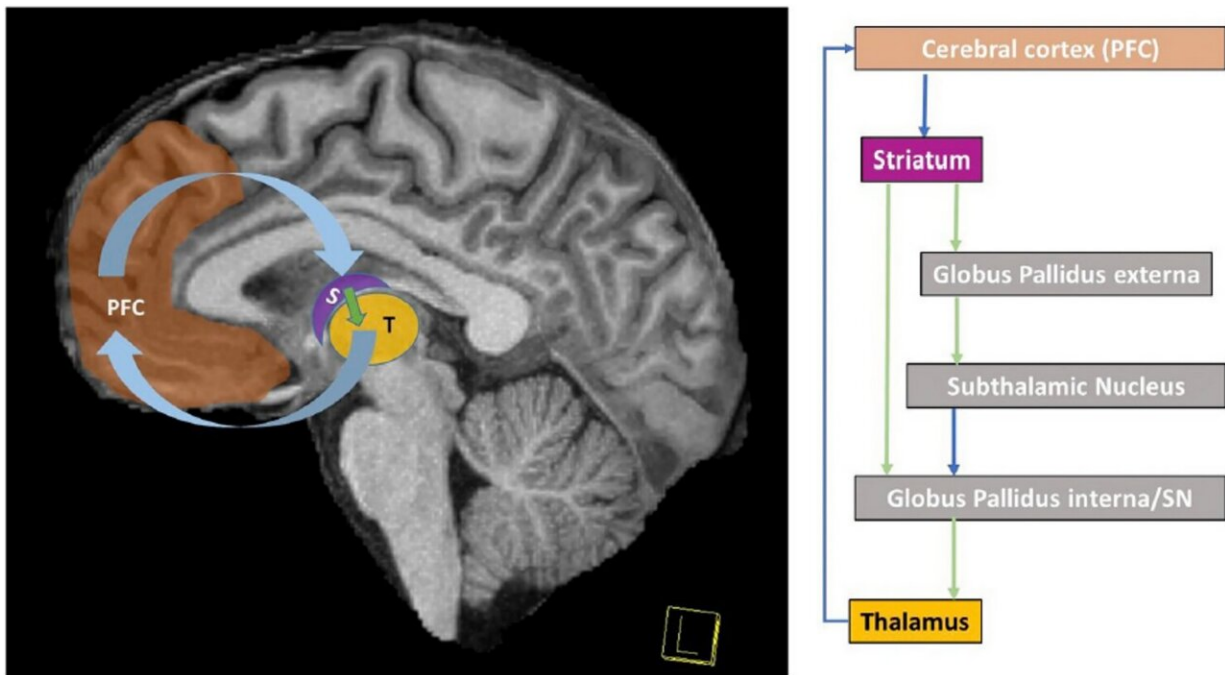 PFC
S
T
L
Cerebral cortex (PFC)
Striatum
Globus Pallidus externa
Subthalamic Nucleus
Globus Pallidus interna/SN
Thalamus